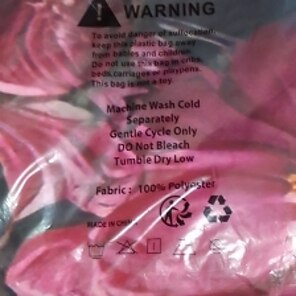 WARNING
To avoid danger of suffocation,
keep this plastic bag away
from babies and children.
Do not use this bag in cribs,
beds, carriages or playpens.
This bag is not a toy.
Machine Wash Cold
Separately
Gentle Cycle Only
DO Not Bleach
Tumble Dry Low
Fabric : 100% Polyester
MADE IN CHINA